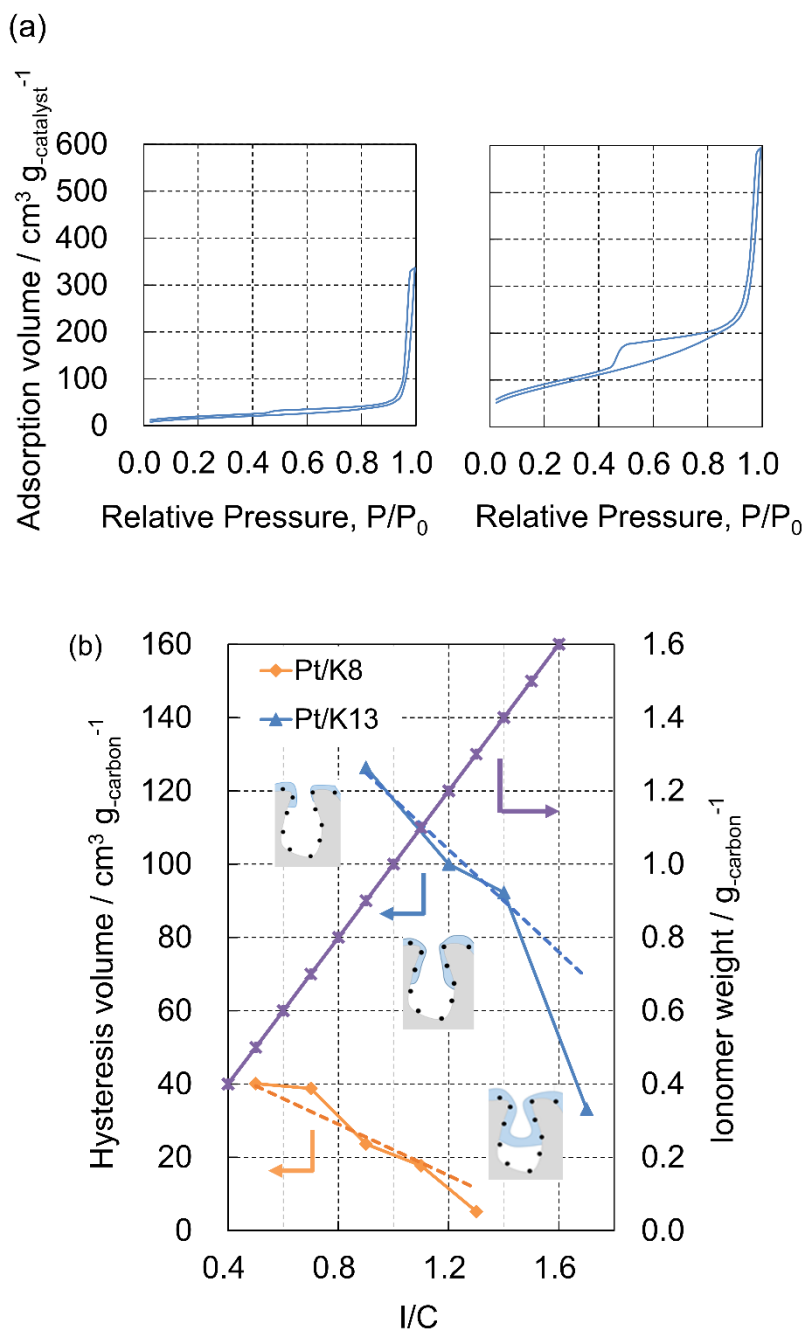 (a)
Adsorption volume / cm³ g-catalyst⁻¹
600
500
400
300
200
100
0
0.0 0.2 0.4 0.6 0.8 1.0
Relative Pressure, P/P₀
0.0 0.2 0.4 0.6 0.8 1.0
Relative Pressure, P/P₀
(b)
Hysteresis volume / cm³ g-carbon⁻¹
160
140
120
100
80
60
40
20
0
Pt/K8
Pt/K13
1.6
1.4
1.2
1.0
0.8
0.6
0.4
0.2
0.0
Ionomer weight / g-carbon⁻¹
0.4 0.8 1.2 1.6
I/C